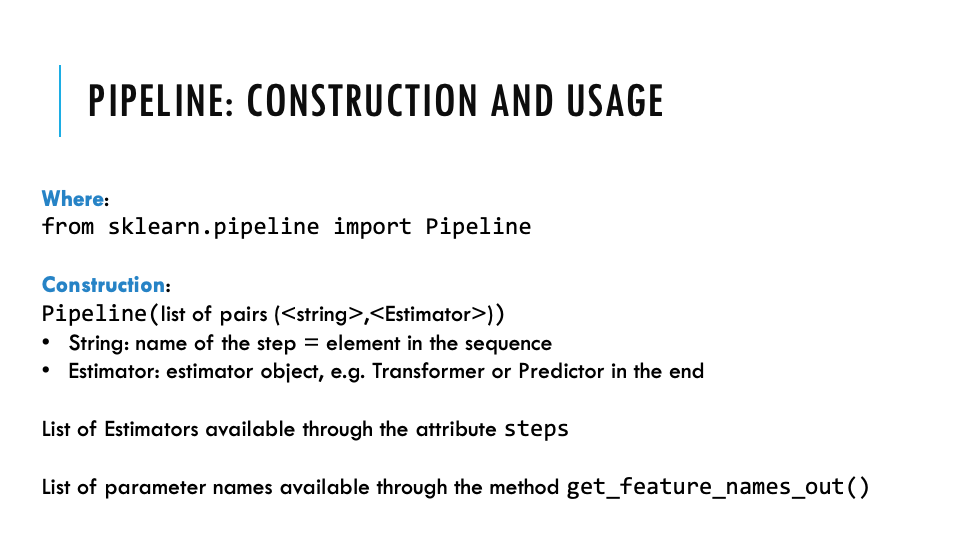 PIPELINE: CONSTRUCTION AND USAGE
Where:
from sklearn.pipeline import Pipeline
Construction:
Pipeline(list of pairs (<string>,<Estimator>))
• String: name of the step = element in the sequence
• Estimator: estimator object, e.g. Transformer or Predictor in the end
List of Estimators available through the attribute steps
List of parameter names available through the method get_feature_names_out()